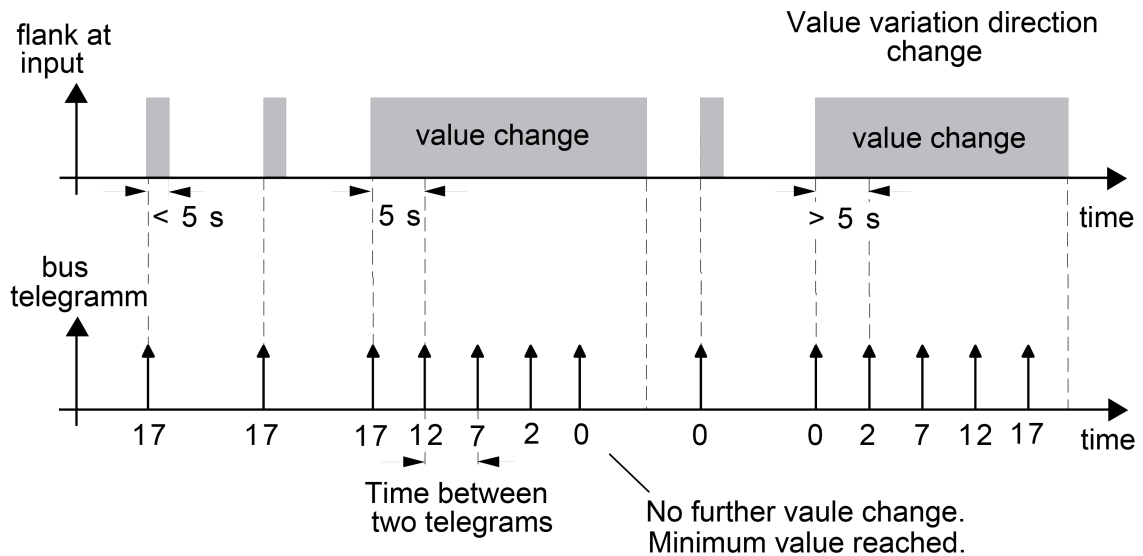 flank at
input
Value variation direction
change
value change
value change
< 5 s
5 s
> 5 s
time
bus
telegramm
17 17 17 12 7 2 0 0 0 2 7 12 17
time
Time between
two telegrams
No further vaule change.
Minimum value reached.